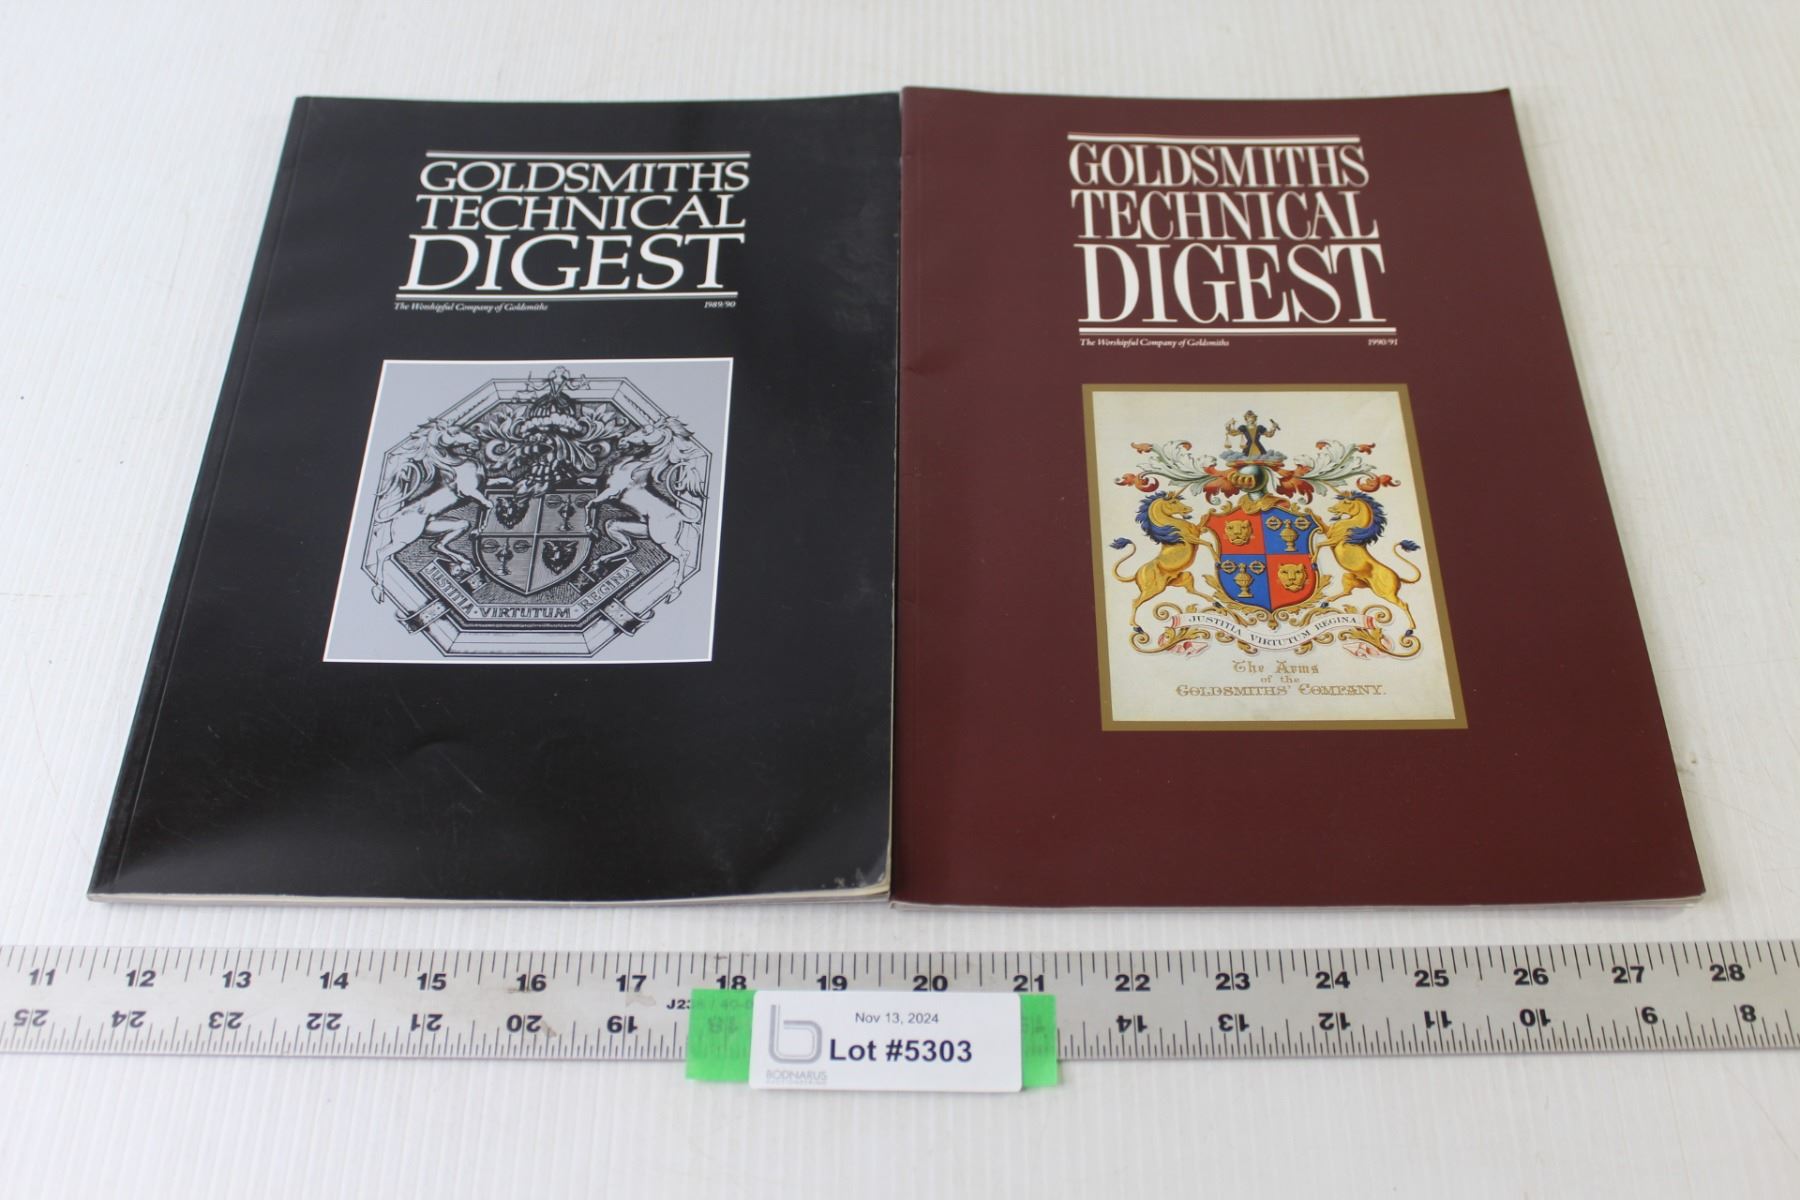 GOLDSMITHS
TECHNICAL
DIGEST
The Worshipful Company of Goldsmiths 1989/90
JUSTITIA · VIRTUTUM · REGINA
GOLDSMITHS
TECHNICAL
DIGEST
The Worshipful Company of Goldsmiths 1990/91
JUSTITIA VIRTUTUM REGINA
The Arms
of the
GOLDSMITHS' COMPANY.
11 12 13 14 15 16 17 18 19 20 21 22 23 24 25 26 27 28
25 24 23 22 21 20 19 18 15 14 13 12 11 10 9 8
Nov 13, 2024
Lot #5303
BODNARUS
AUCTIONEERING